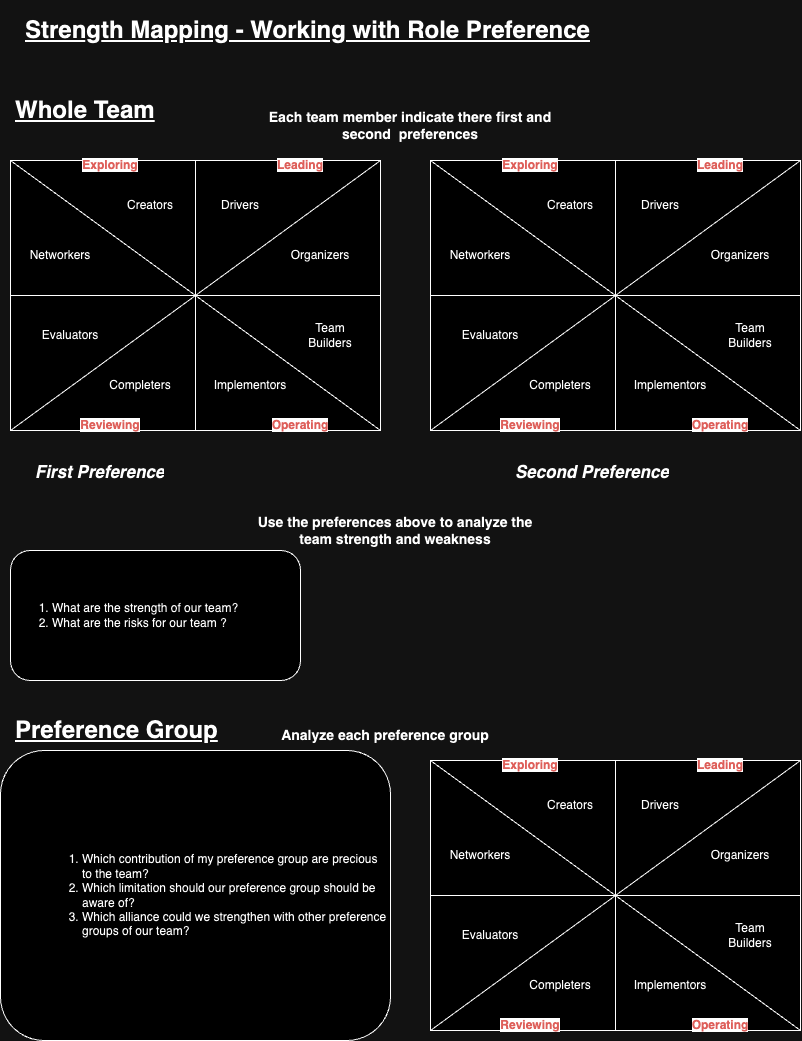 Strength Mapping - Working with Role Preference
Whole Team
Each team member indicate there first and
second preferences
Exploring
Leading
Creators
Drivers
Networkers
Organizers
Evaluators
Team
Builders
Completers
Implementors
Reviewing
Operating
First Preference
Exploring
Leading
Creators
Drivers
Networkers
Organizers
Evaluators
Team
Builders
Completers
Implementors
Reviewing
Operating
Second Preference
Use the preferences above to analyze the
team strength and weakness
1. What are the strength of our team?
2. What are the risks for our team ?
Preference Group
Analyze each preference group
1. Which contribution of my preference group are precious
to the team?
2. Which limitation should our preference group should be
aware of?
3. Which alliance could we strengthen with other preference
groups of our team?
Exploring
Leading
Creators
Drivers
Networkers
Organizers
Evaluators
Team
Builders
Completers
Implementors
Reviewing
Operating